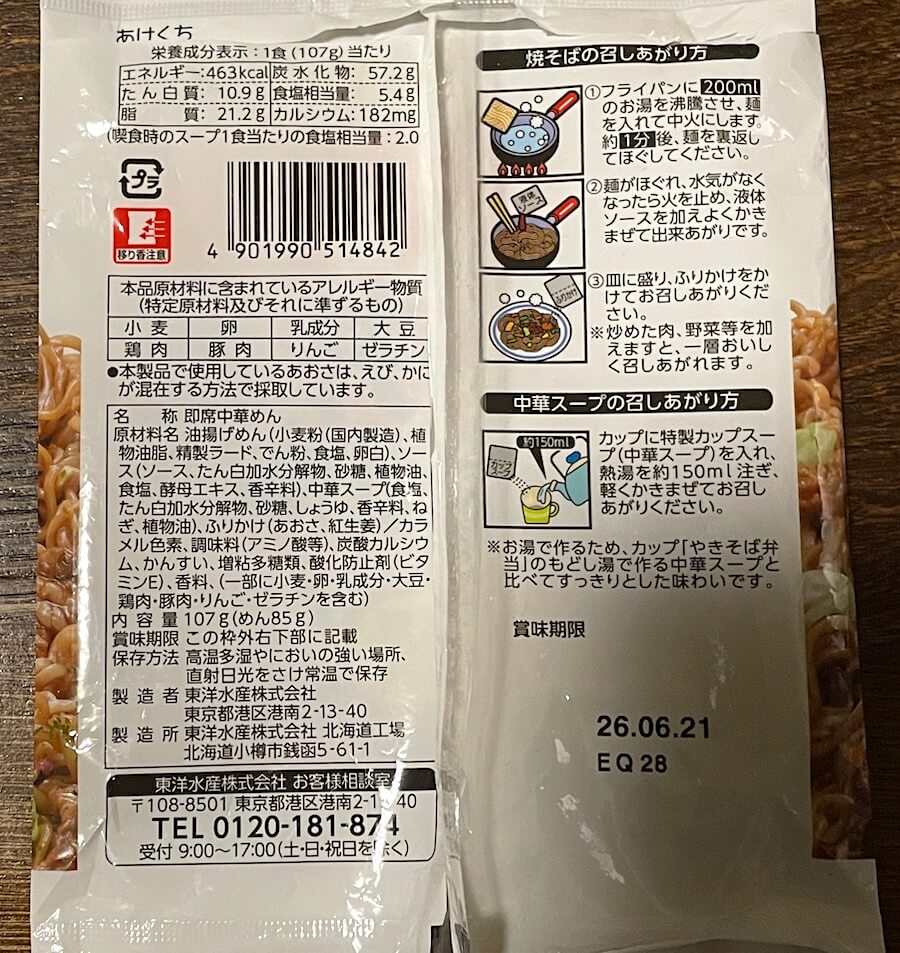 あけくち
栄養成分表示:1食(107g)当たり
エネルギー:463kcal 炭水化物: 57.2g
たん白質: 10.9g 食塩相当量: 5.4g
脂 質: 21.2g カルシウム:182mg
(喫食時のスープ1食当たりの食塩相当量:2.0
プラ
移り香注意
4 901990 514842
本品原材料に含まれているアレルギー物質
(特定原材料及びそれに準ずるもの)
小麦 卵 乳成分 大豆
鶏肉 豚肉 りんご ゼラチン
●本製品で使用しているあおさは、えび、かに
が混在する方法で採取しています。
名 称 即席中華めん
原材料名 油揚げめん(小麦粉(国内製造)、植
物油脂、精製ラード、でん粉、食塩、卵白)、ソー
ス(ソース、たん白加水分解物、砂糖、植物油、
食塩、酵母エキス、香辛料)、中華スープ(食塩、
たん白加水分解物、砂糖、しょうゆ、香辛料、ね
ぎ、植物油)、ふりかけ(あおさ、紅生姜)/カラ
メル色素、調味料(アミノ酸等)、炭酸カルシウ
ム、かんすい、増粘多糖類、酸化防止剤(ビタ
ミンE)、香料、(一部に小麦・卵・乳成分・大豆・
鶏肉・豚肉・りんご・ゼラチンを含む)
内容量 107g(めん85g)
賞味期限 この枠外右下部に記載
保存方法 高温多湿やにおいの強い場所、
直射日光をさけ常温で保存
製造者 東洋水産株式会社
東京都港区港南2-13-40
製造所 東洋水産株式会社 北海道工場
北海道小樽市銭函5-61-1
東洋水産株式会社 お客様相談室
〒108-8501 東京都港区港南2-13-40
TEL 0120-181-874
受付 9:00~17:00(土・日・祝日を除く)
焼そばの召しあがり方
①フライパンに200ml
のお湯を沸騰させ、麺
を入れて中火にします。
約1分後、麺を裏返し
てほぐしてください。
液体
ソース
②麺がほぐれ、水気がなく
なったら火を止め、液体
ソースを加えよくかき
まぜて出来あがりです。
ふりかけ
③皿に盛り、ふりかけをか
けてお召しあがりくだ
さい。
※炒めた肉、野菜等を加
えますと、一層おいし
く召しあがれます。
中華スープの召しあがり方
約150ml
カップ
スープ
カップに特製カップスー
プ(中華スープ)を入れ、
熱湯を約150ml注ぎ、
軽くかきまぜてお召し
あがりください。
※お湯で作るため、カップ「やきそば弁
当」のもどし湯で作る中華スープと
比べてすっきりとした味わいです。
賞味期限
26.06.21
EQ28